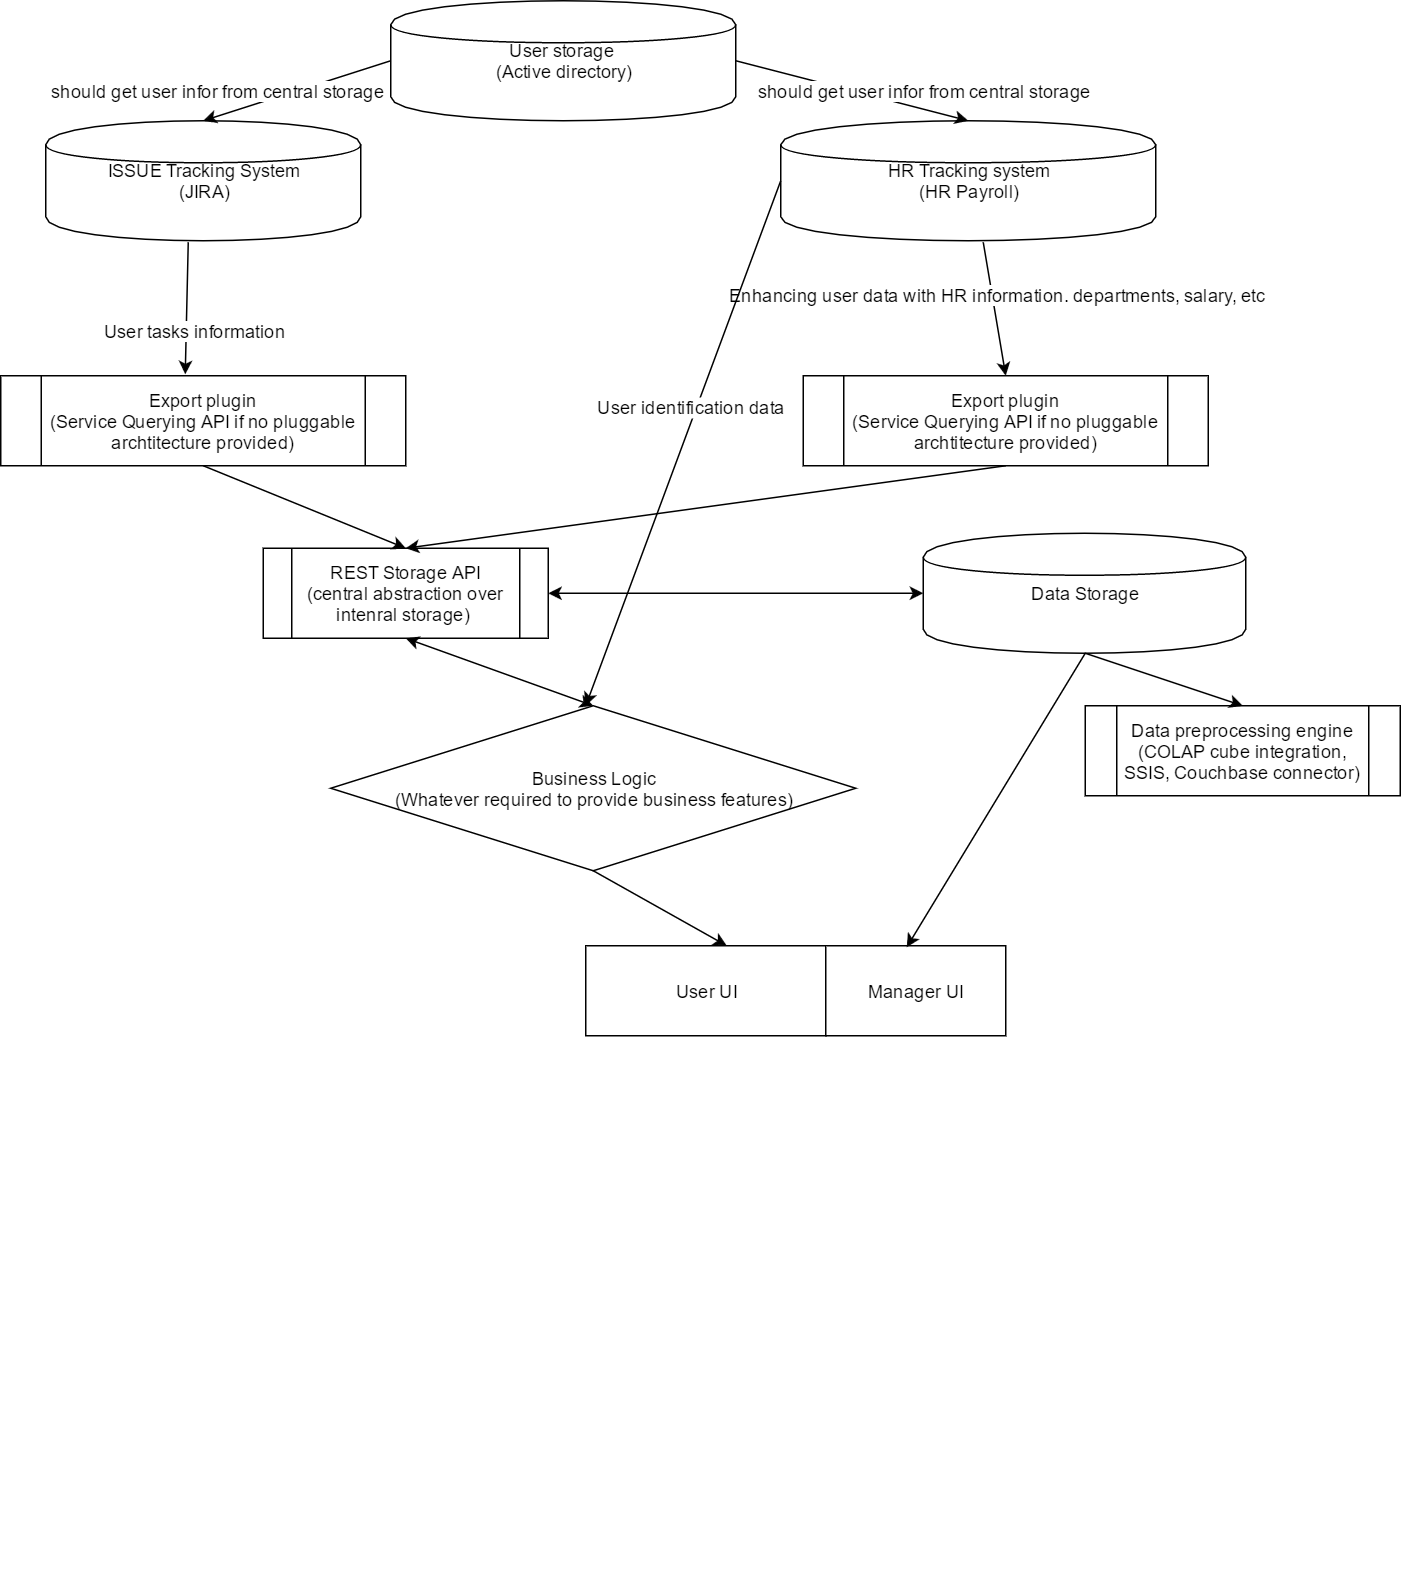 User storage
(Active directory)
should get user infor from central storage
should get user infor from central storage
ISSUE Tracking System
(JIRA)
HR Tracking system
(HR Payroll)
Enhancing user data with HR information. departments, salary, etc
User tasks information
User identification data
Export plugin
(Service Querying API if no pluggable
archtitecture provided)
Export plugin
(Service Querying API if no pluggable
archtitecture provided)
REST Storage API
(central abstraction over
intenral storage)
Data Storage
Data preprocessing engine
(COLAP cube integration,
SSIS, Couchbase connector)
Business Logic
(Whatever required to provide business features)
User UI
Manager UI